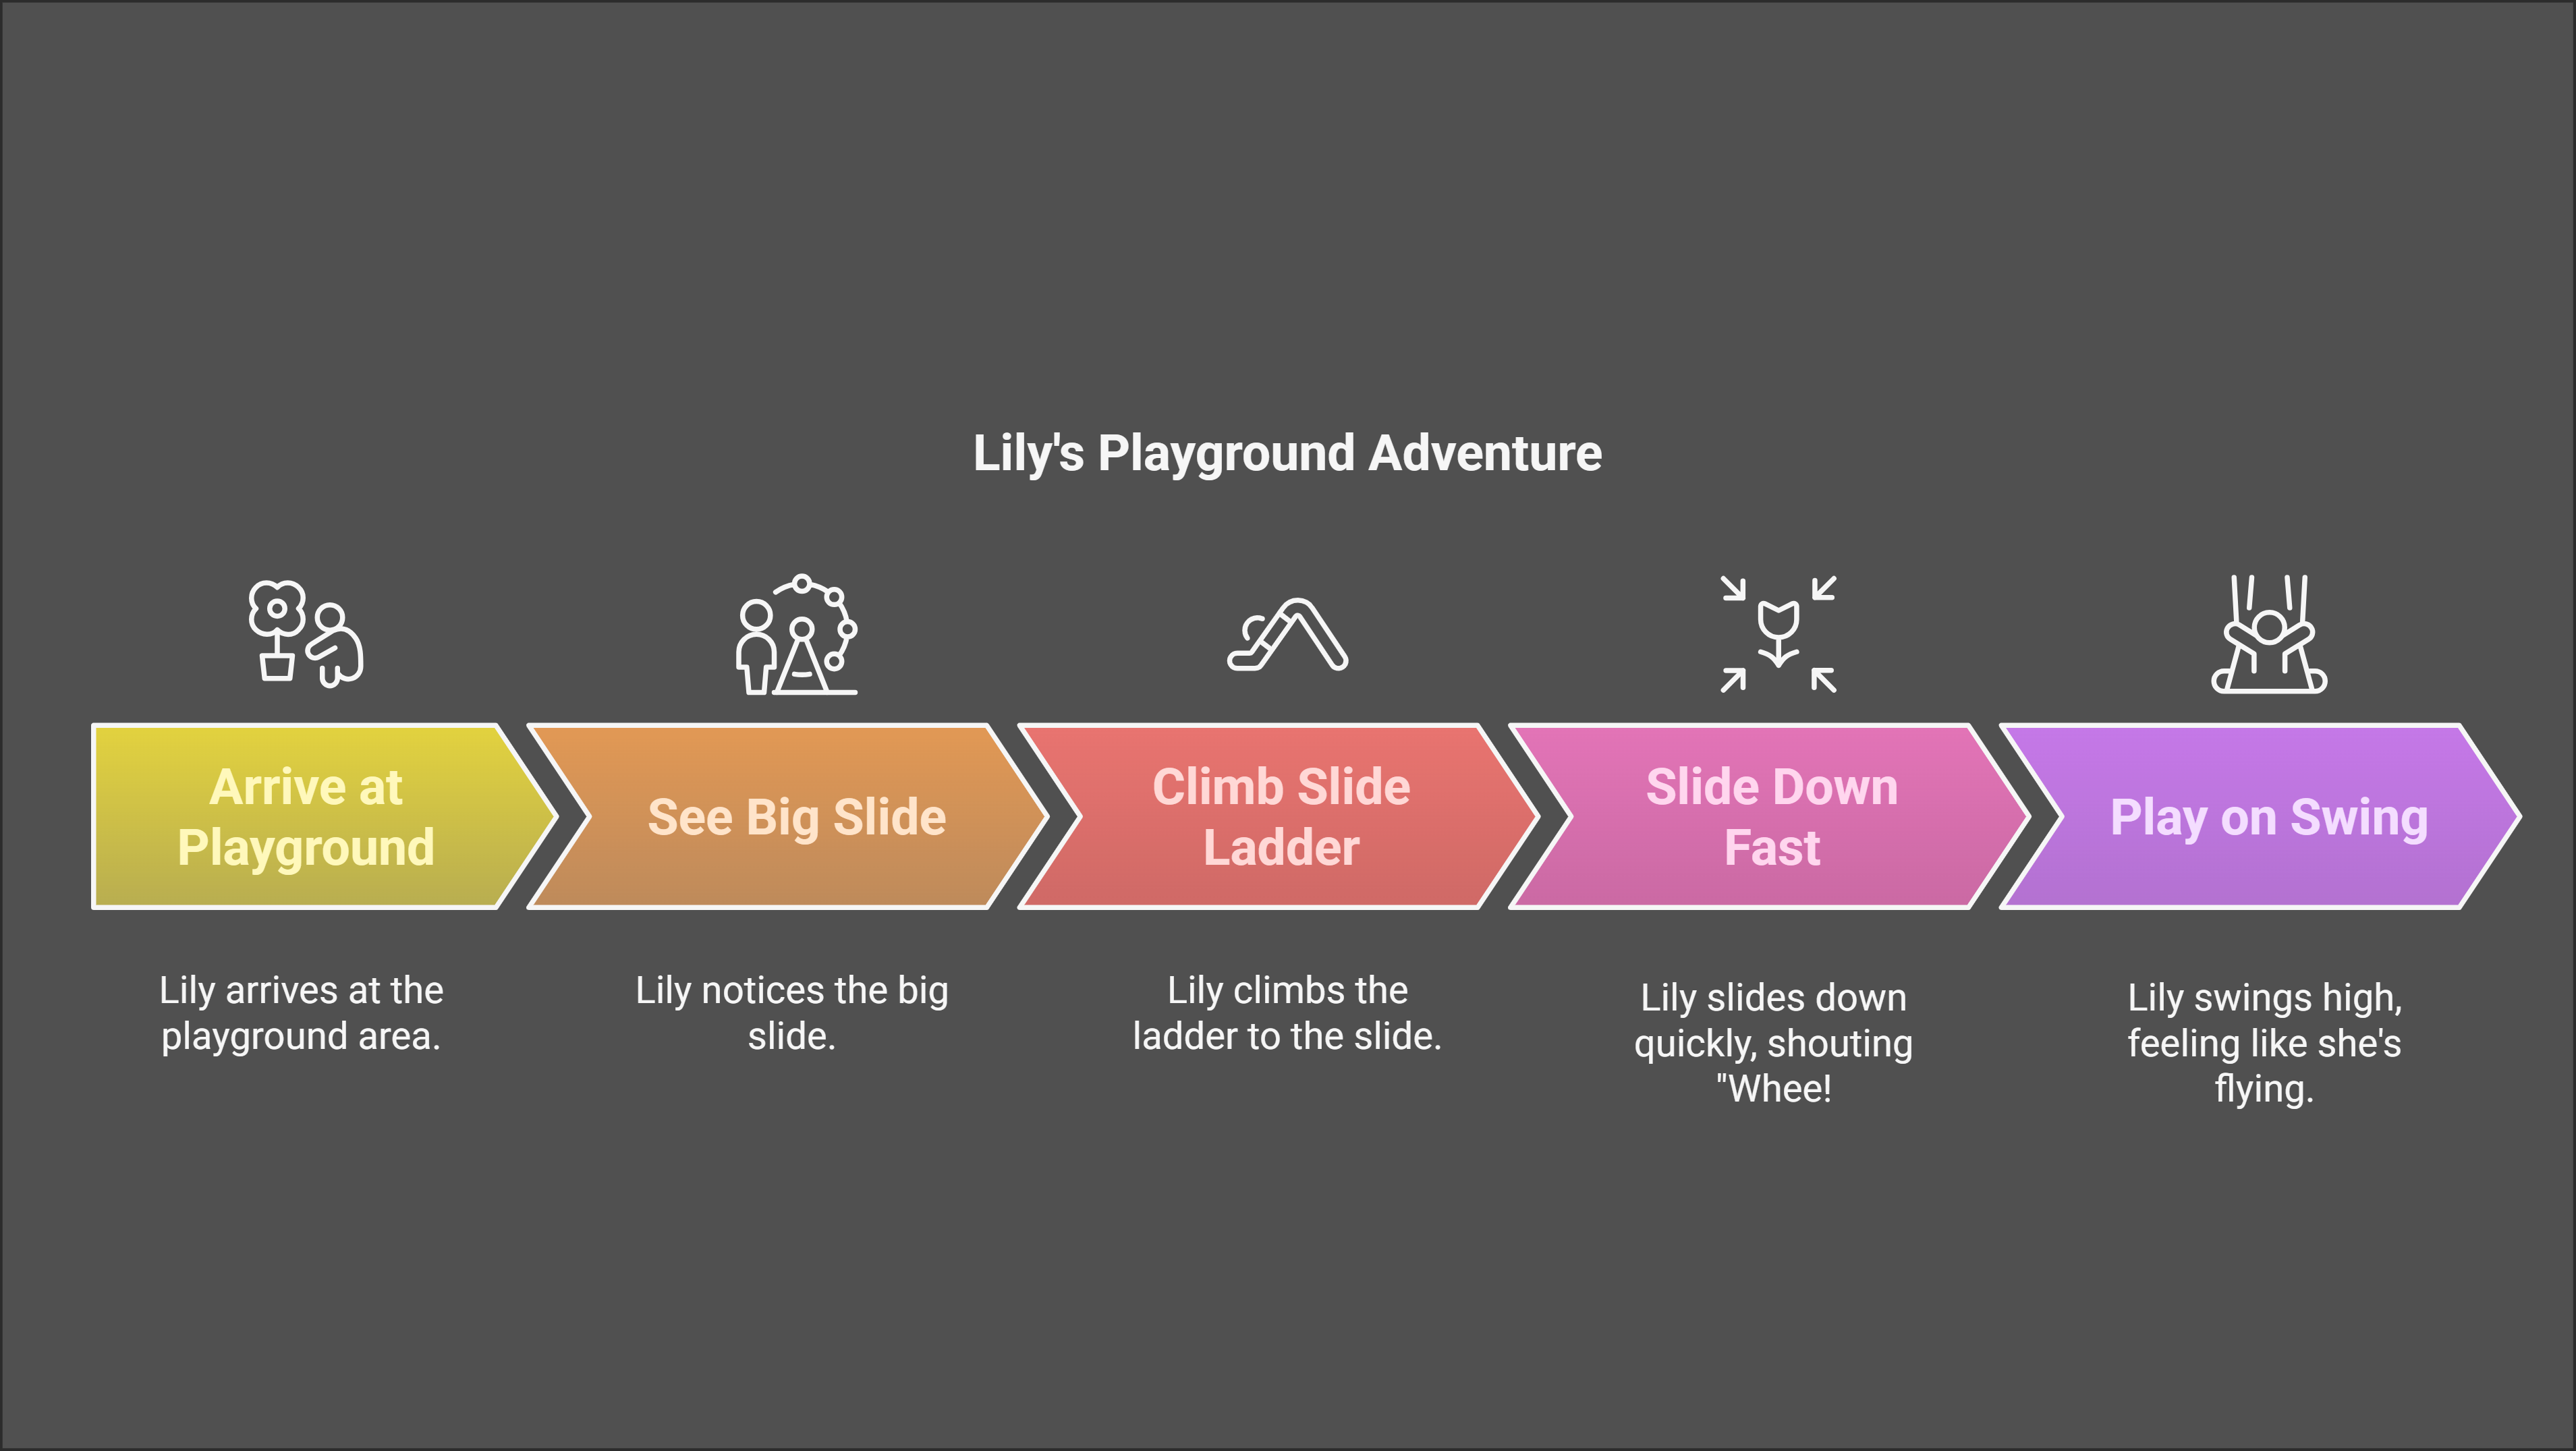 Lily's Playground Adventure
Arrive at
Playground
See Big Slide
Climb Slide
Ladder
Slide Down
Fast
Play on Swing
Lily arrives at the
playground area.
Lily notices the big
slide.
Lily climbs the
ladder to the slide.
Lily slides down
quickly, shouting
"Whee!
Lily swings high,
feeling like she's
flying.